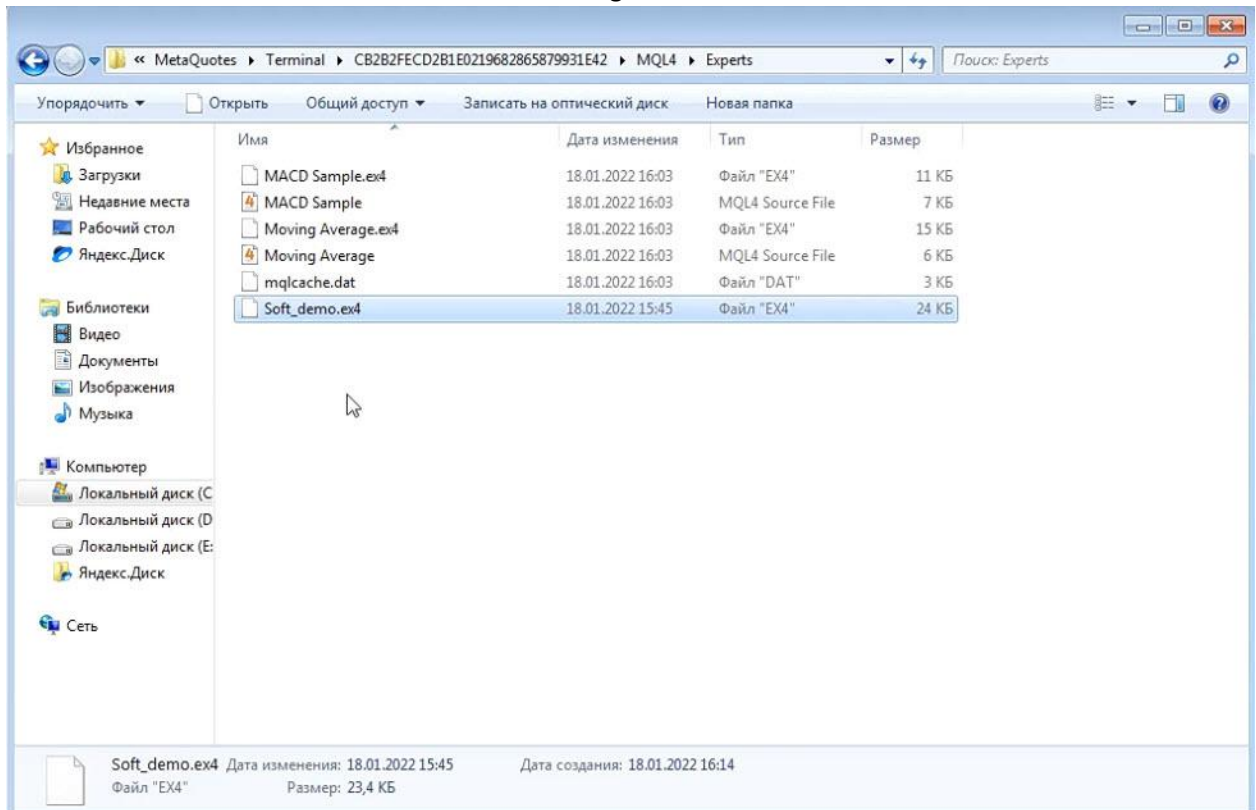 « MetaQuotes ▸ Terminal ▸ CB2B2FECD2B1E0219682865879931E42 ▸ MQL4 ▸ Experts Поиск: Experts
Упорядочить Открыть Общий доступ Записать на оптический диск Новая папка
Имя Дата изменения Тип Размер
Избранное
Загрузки
Недавние места
Рабочий стол
Яндекс.Диск
Библиотеки
Видео
Документы
Изображения
Музыка
Компьютер
Локальный диск (C
Локальный диск (D
Локальный диск (E:
Яндекс.Диск
Сеть
MACD Sample.ex4 18.01.2022 16:03 Файл "EX4" 11 КБ
MACD Sample 18.01.2022 16:03 MQL4 Source File 7 КБ
Moving Average.ex4 18.01.2022 16:03 Файл "EX4" 15 КБ
Moving Average 18.01.2022 16:03 MQL4 Source File 6 КБ
mqlcache.dat 18.01.2022 16:03 Файл "DAT" 3 КБ
Soft_demo.ex4 18.01.2022 15:45 Файл "EX4" 24 КБ
Soft_demo.ex4 Дата изменения: 18.01.2022 15:45 Дата создания: 18.01.2022 16:14
Файл "EX4" Размер: 23,4 КБ